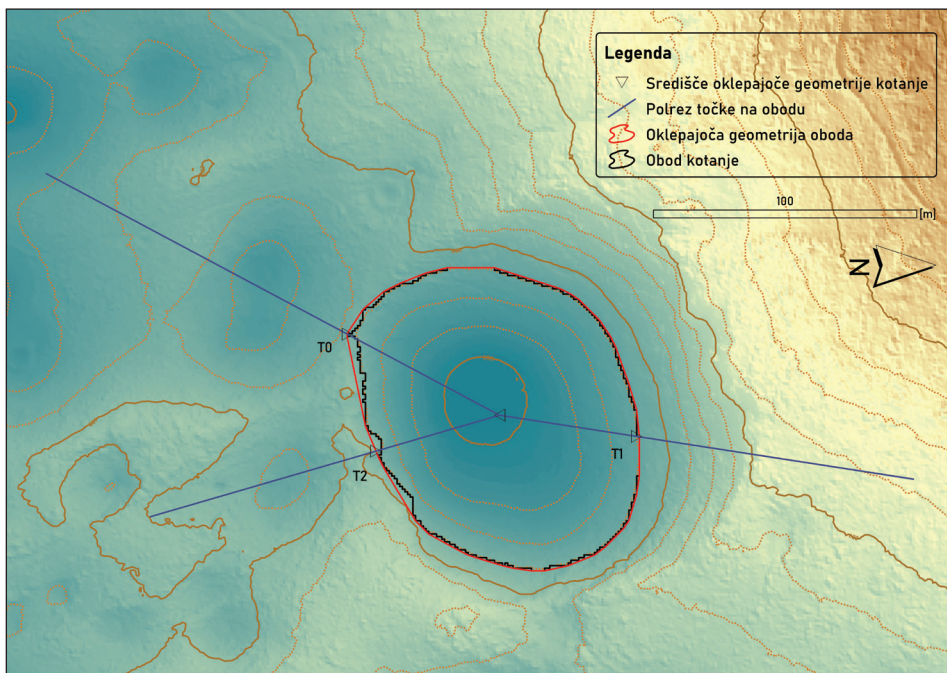 Legenda
Središče oklepajoče geometrije kotanje
Polrez točke na obodu
Oklepajoča geometrija oboda
Obod kotanje
100
[m]
N
T0
T1
T2